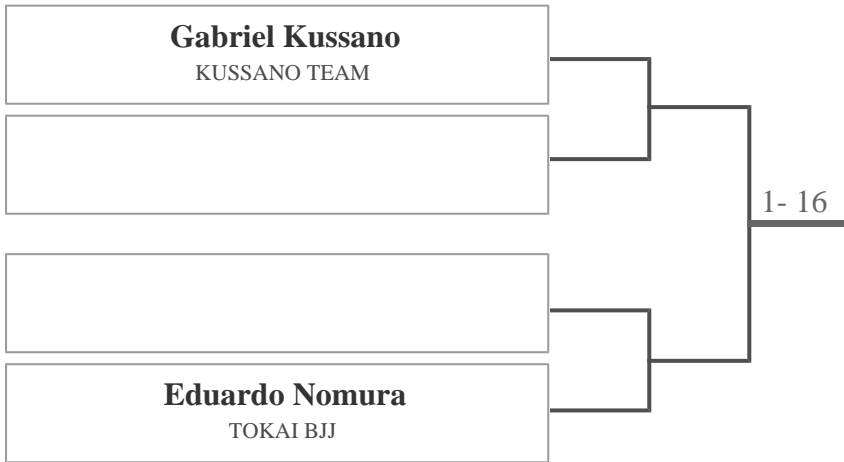 Gabriel Kussano
KUSSANO TEAM
1- 16
Eduardo Nomura
TOKAI BJJ